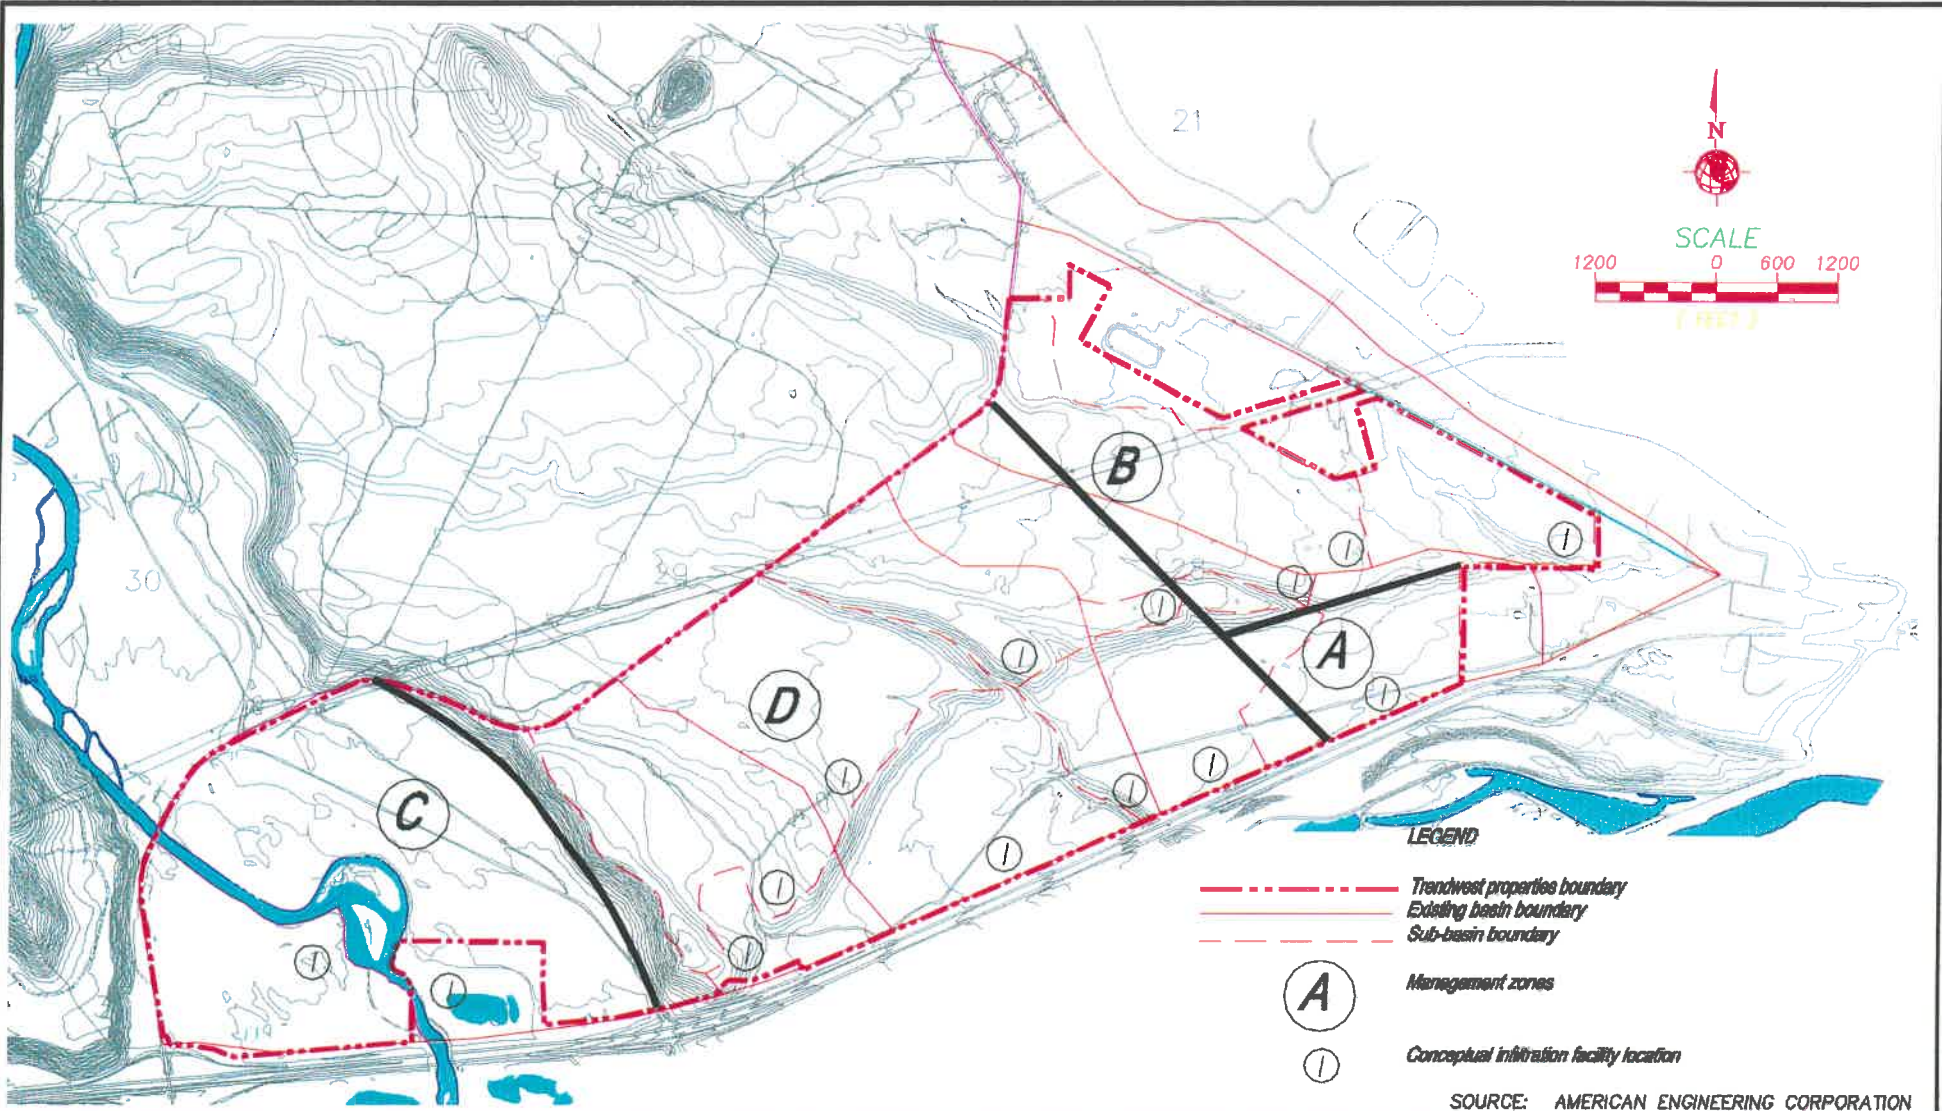 21
N
SCALE
1200 0 600 1200
( FEET )
B
I
I
I
30
29
I
I
A
I
D
I
I
I
C
I
I
I
I
I
LEGEND
Trendwest properties boundary
Existing basin boundary
Sub-basin boundary
A Management zones
I Conceptual infiltration facility location
SOURCE: AMERICAN ENGINEERING CORPORATION